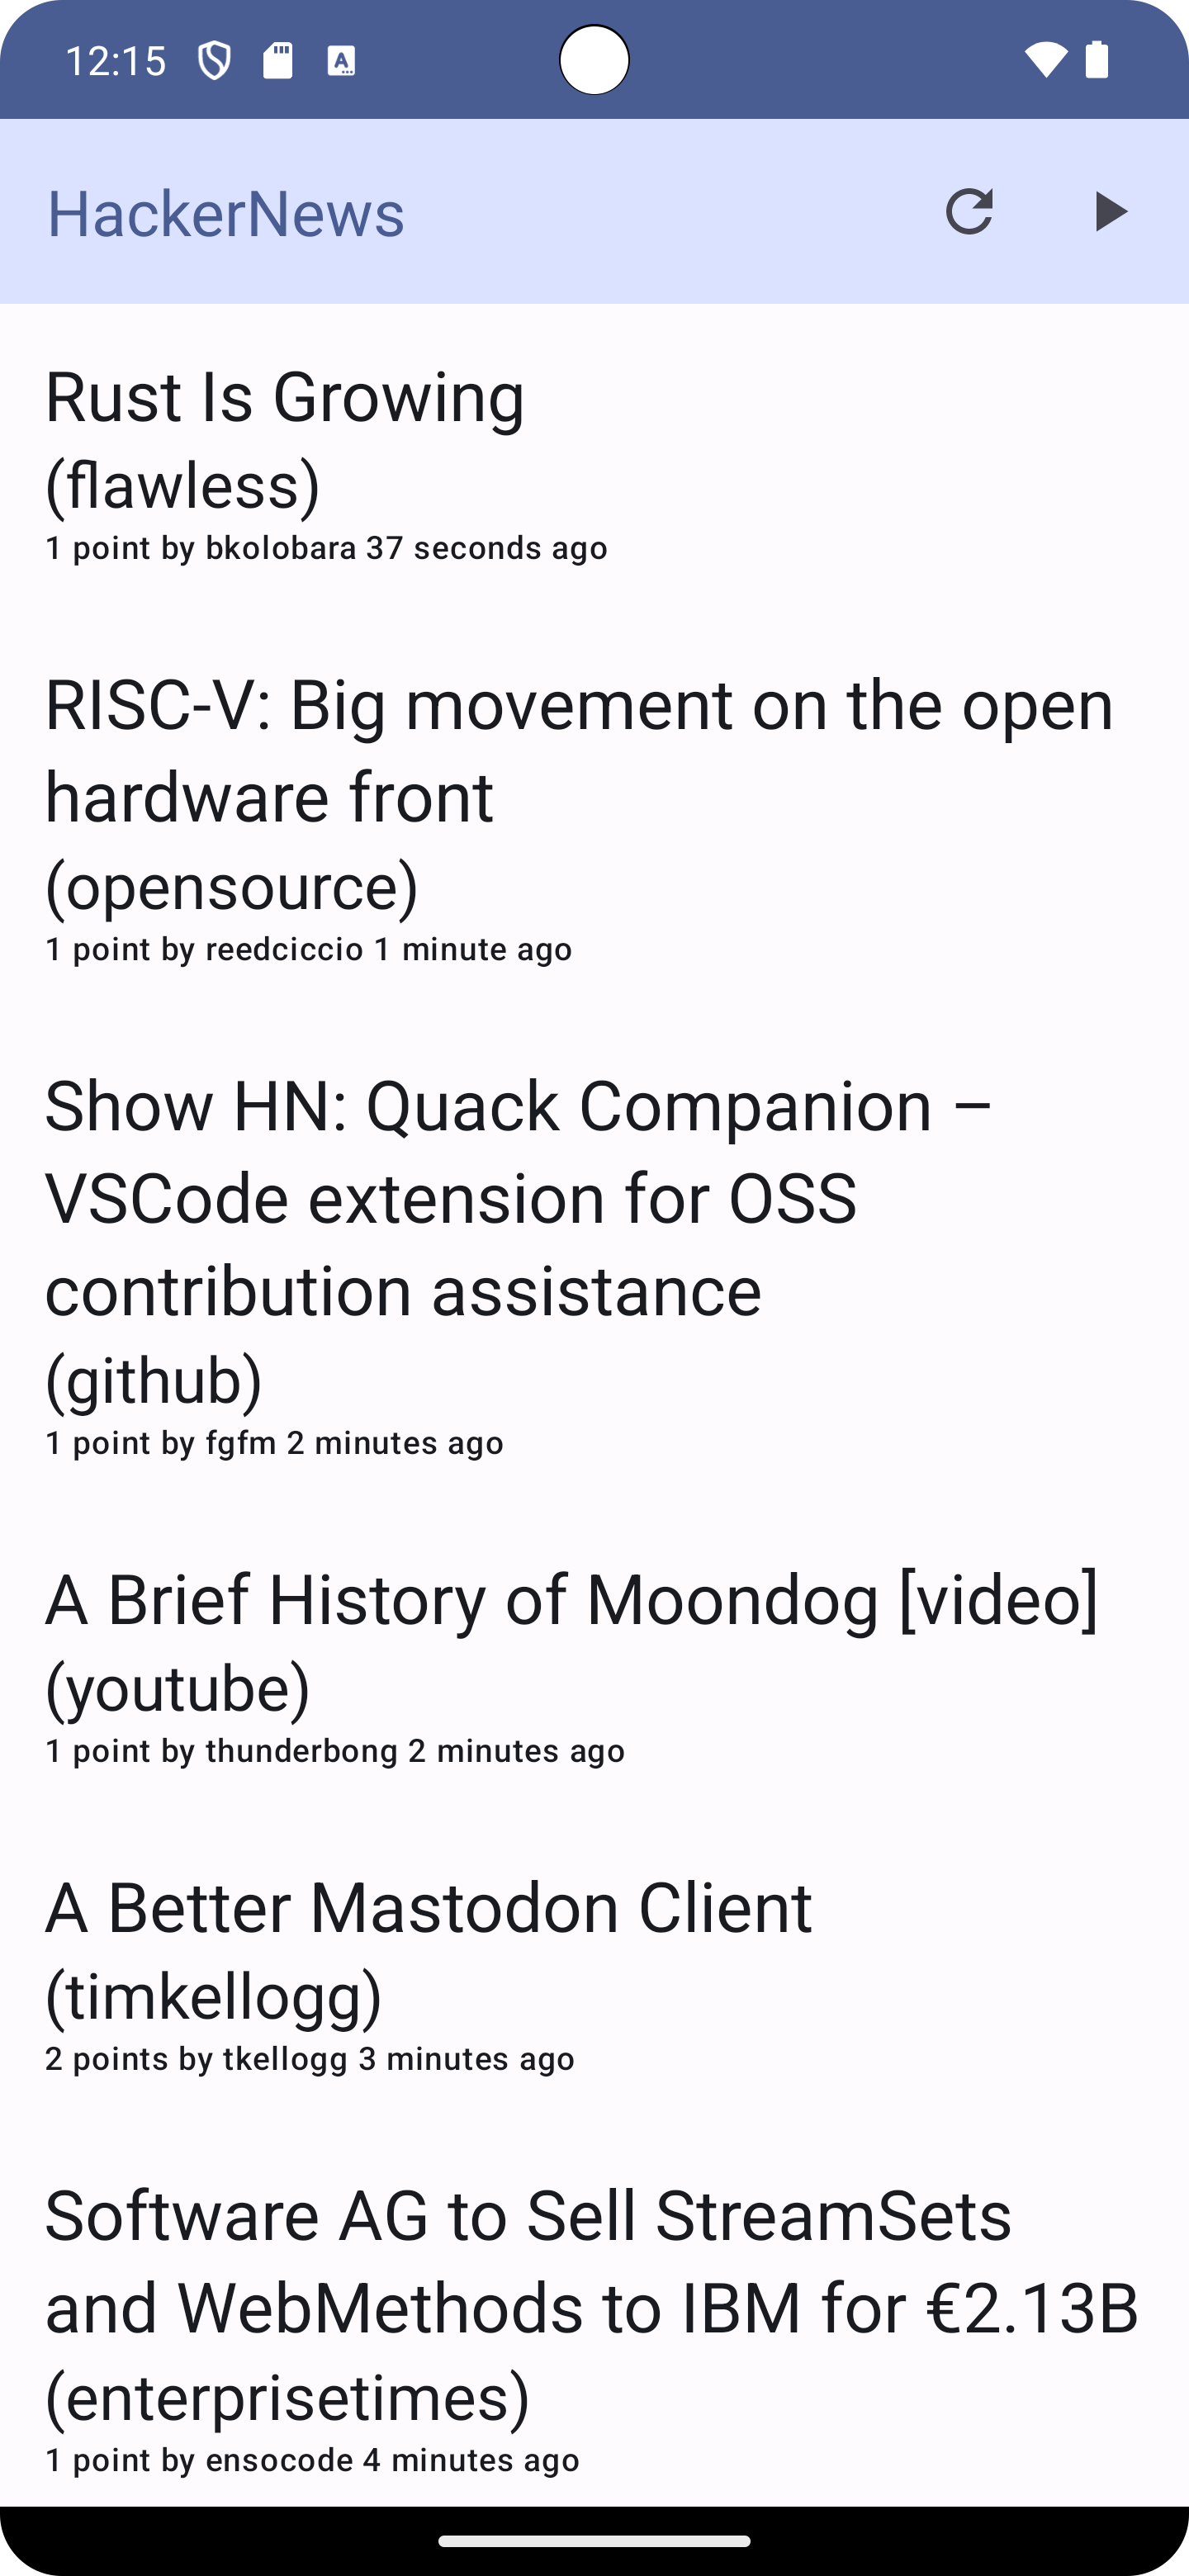 12:15
HackerNews
Rust Is Growing
(flawless)
1 point by bkolobara 37 seconds ago
RISC-V: Big movement on the open
hardware front
(opensource)
1 point by reedciccio 1 minute ago
Show HN: Quack Companion –
VSCode extension for OSS
contribution assistance
(github)
1 point by fgfm 2 minutes ago
A Brief History of Moondog [video]
(youtube)
1 point by thunderbong 2 minutes ago
A Better Mastodon Client
(timkellogg)
2 points by tkellogg 3 minutes ago
Software AG to Sell StreamSets
and WebMethods to IBM for €2.13B
(enterprisetimes)
1 point by ensocode 4 minutes ago